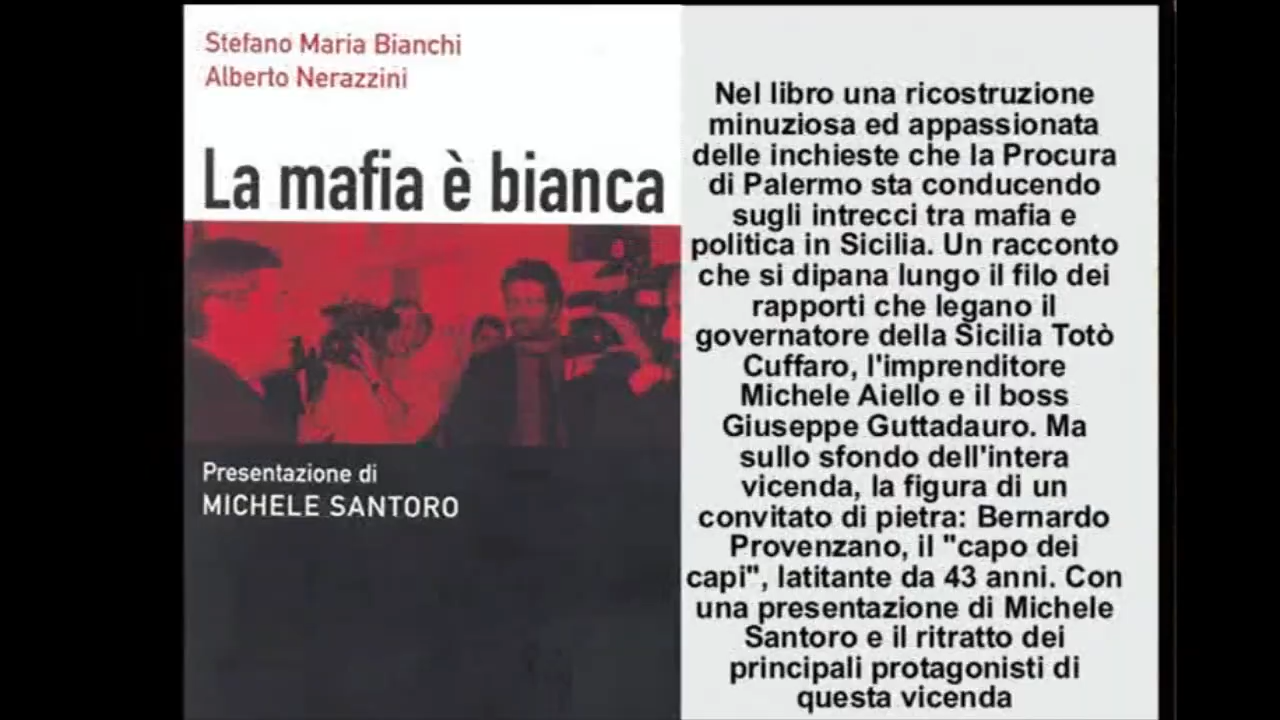 Stefano Maria Bianchi
Alberto Nerazzini
La mafia è bianca
Presentazione di
MICHELE SANTORO
Nel libro una ricostruzione
minuziosa ed appassionata
delle inchieste che la Procura
di Palermo sta conducendo
sugli intrecci tra mafia e
politica in Sicilia. Un racconto
che si dipana lungo il filo dei
rapporti che legano il
governatore della Sicilia Totò
Cuffaro, l'imprenditore
Michele Aiello e il boss
Giuseppe Guttadauro. Ma
sullo sfondo dell'intera
vicenda, la figura di un
convitato di pietra: Bernardo
Provenzano, il "capo dei
capi", latitante da 43 anni. Con
una presentazione di Michele
Santoro e il ritratto dei
principali protagonisti di
questa vicenda